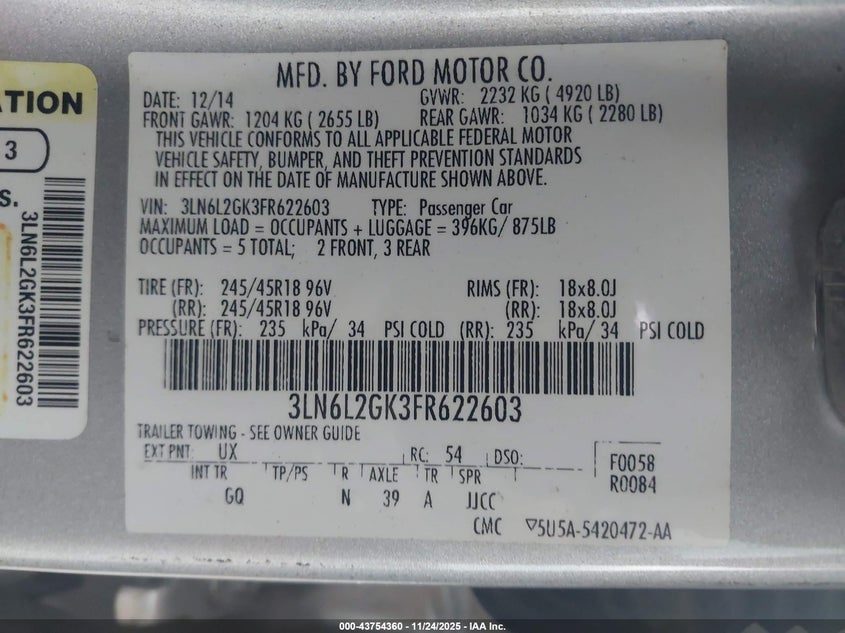 ATION
3
S.
3LN6L2GK3FR622603
MFD. BY FORD MOTOR CO.
DATE: 12/14 GVWR: 2232 KG ( 4920 LB)
FRONT GAWR: 1204 KG ( 2655 LB) REAR GAWR: 1034 KG ( 2280 LB)
THIS VEHICLE CONFORMS TO ALL APPLICABLE FEDERAL MOTOR
VEHICLE SAFETY, BUMPER, AND THEFT PREVENTION STANDARDS
IN EFFECT ON THE DATE OF MANUFACTURE SHOWN ABOVE.
VIN: 3LN6L2GK3FR622603 TYPE: Passenger Car
MAXIMUM LOAD = OCCUPANTS + LUGGAGE = 396KG/ 875LB
OCCUPANTS = 5 TOTAL; 2 FRONT, 3 REAR
TIRE (FR): 245/45R18 96V RIMS (FR): 18x8.0J
(RR): 245/45R18 96V (RR): 18x8.0J
PRESSURE (FR): 235 kPa/ 34 PSI COLD (RR): 235 kPa/ 34 PSI COLD
3LN6L2GK3FR622603
TRAILER TOWING - SEE OWNER GUIDE
EXT PNT: UX RC: 54 DSO: F0058
INT TR TP/PS R AXLE TR SPR R0084
GQ N 39 A JJCC
CMC ▽5U5A-5420472-AA
000-43754360 - 11/24/2025 - IAA Inc.